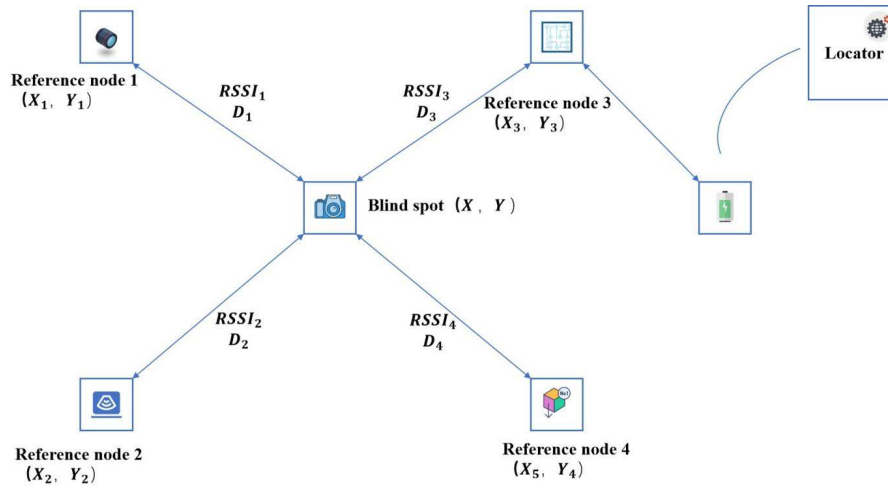 Locator
Reference node 1
(X₁, Y₁)
RSSI₁
D₁
RSSI₃
D₃
Reference node 3
(X₃, Y₃)
Blind spot (X, Y)
RSSI₂
D₂
RSSI₄
D₄
No1
Reference node 2
(X₂, Y₂)
Reference node 4
(X₅, Y₄)